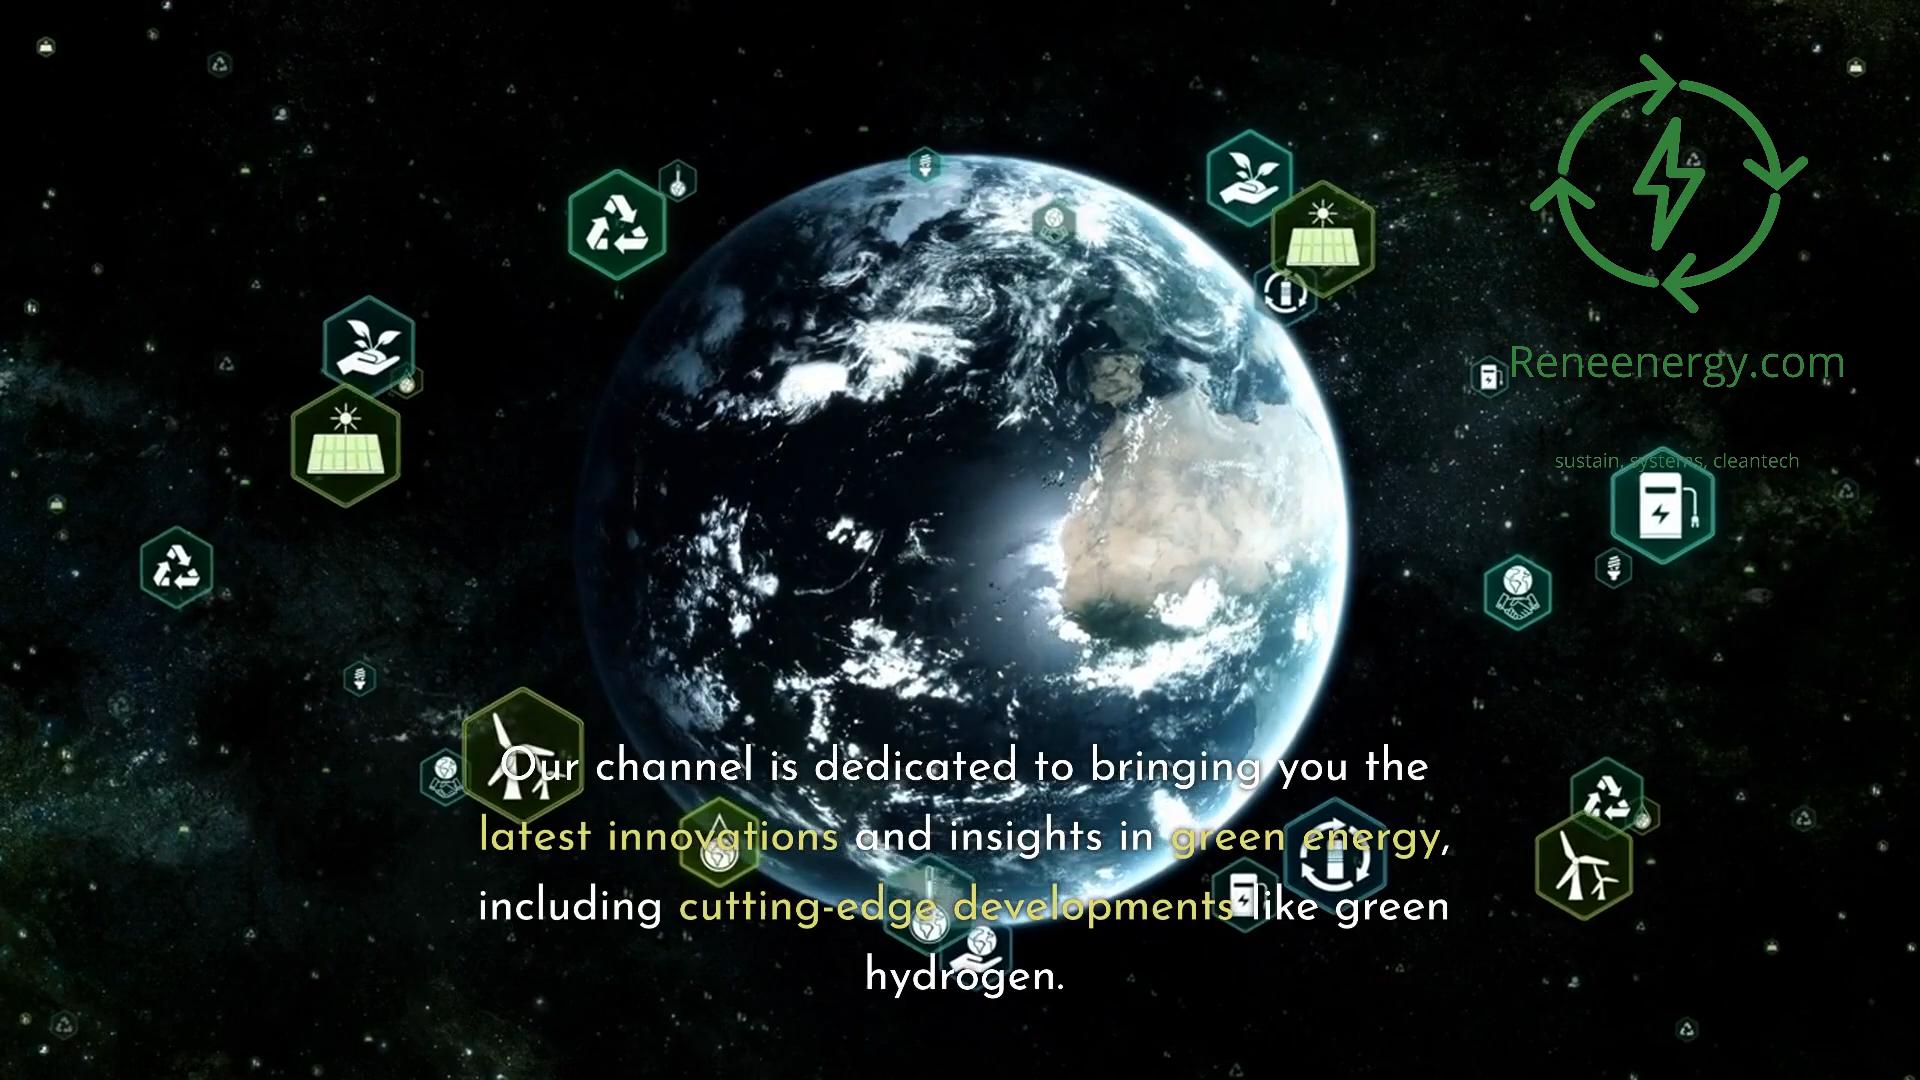 Reneenergy.com
sustain, systems, cleantech
Our channel is dedicated to bringing you the
latest innovations and insights in green energy,
including cutting-edge developments like green
hydrogen.